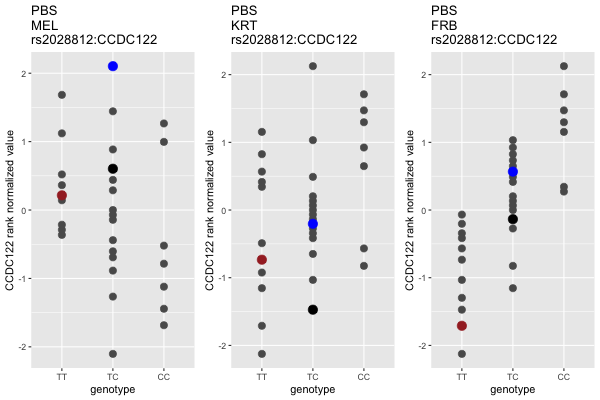 PBS
MEL
rs2028812:CCDC122
CCDC122 rank normalized value
2
1
0
-1
-2
TT
TC
CC
genotype
PBS
KRT
rs2028812:CCDC122
CCDC122 rank normalized value
2
1
0
-1
-2
TT
TC
CC
genotype
PBS
FRB
rs2028812:CCDC122
CCDC122 rank normalized value
2
1
0
-1
-2
TT
TC
CC
genotype